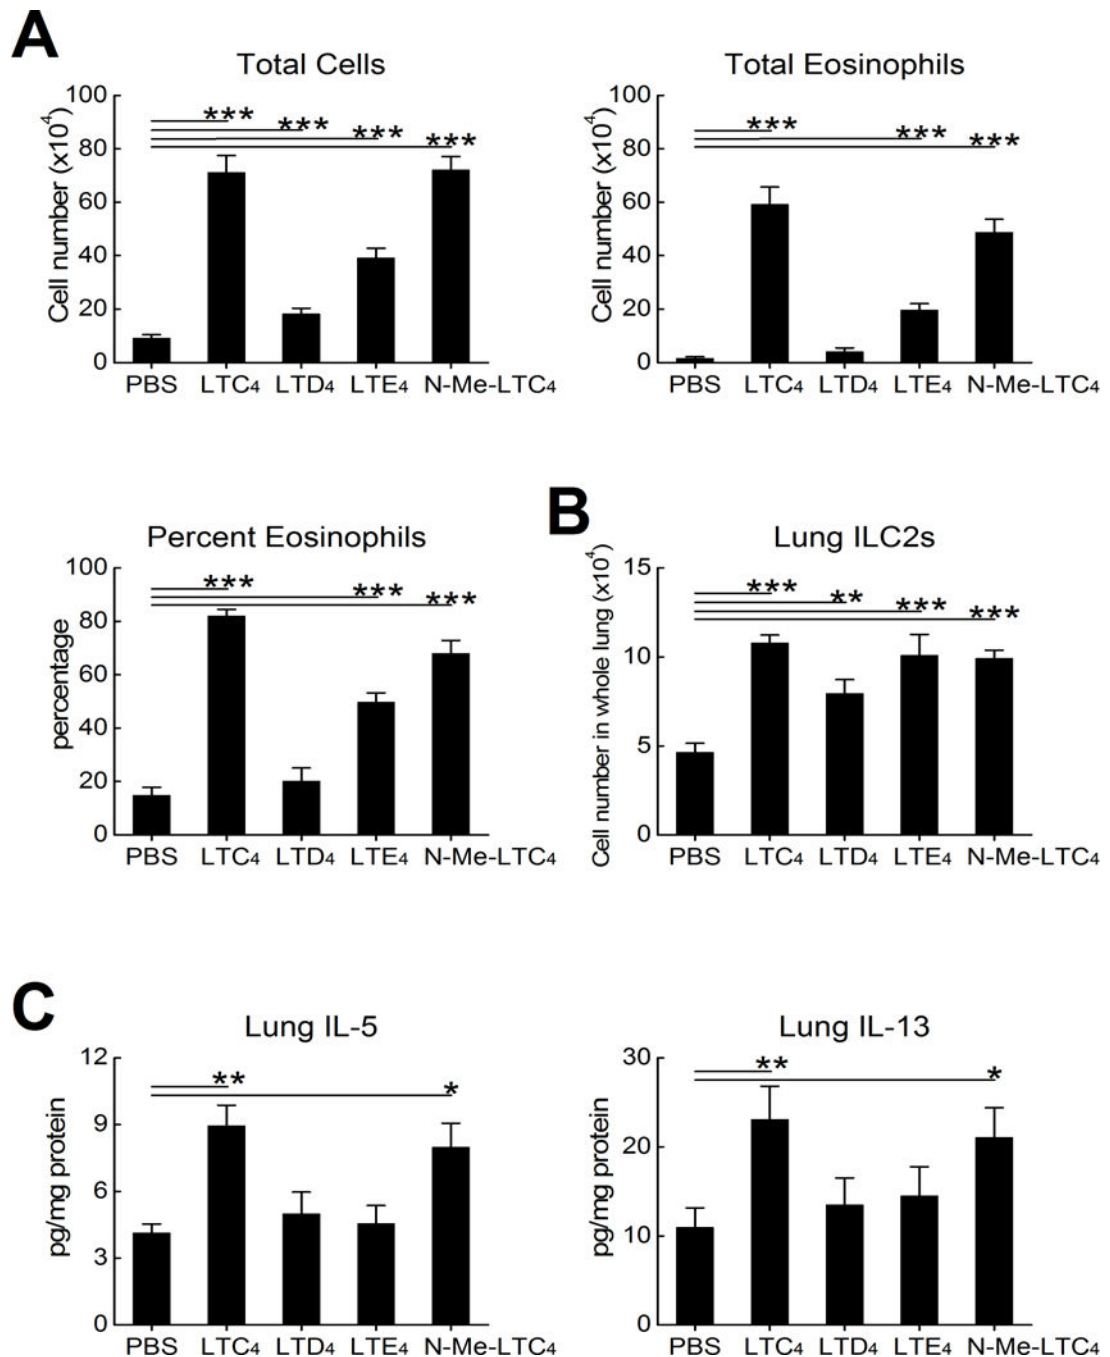 A
Total Cells
Cell number (x10⁴)
100
80
60
40
20
0
*** *** *** ***
PBS LTC₄ LTD₄ LTE₄ N-Me-LTC₄
Total Eosinophils
Cell number (x10⁴)
100
80
60
40
20
0
*** *** ***
PBS LTC₄ LTD₄ LTE₄ N-Me-LTC₄
Percent Eosinophils
percentage
100
80
60
40
20
0
*** *** ***
PBS LTC₄ LTD₄ LTE₄ N-Me-LTC₄
B
Lung ILC2s
Cell number in whole lung (x10⁴)
15
10
5
0
*** ** *** ***
PBS LTC₄ LTD₄ LTE₄ N-Me-LTC₄
C
Lung IL-5
pg/mg protein
12
9
6
3
0
** *
PBS LTC₄ LTD₄ LTE₄ N-Me-LTC₄
Lung IL-13
pg/mg protein
30
20
10
0
** *
PBS LTC₄ LTD₄ LTE₄ N-Me-LTC₄